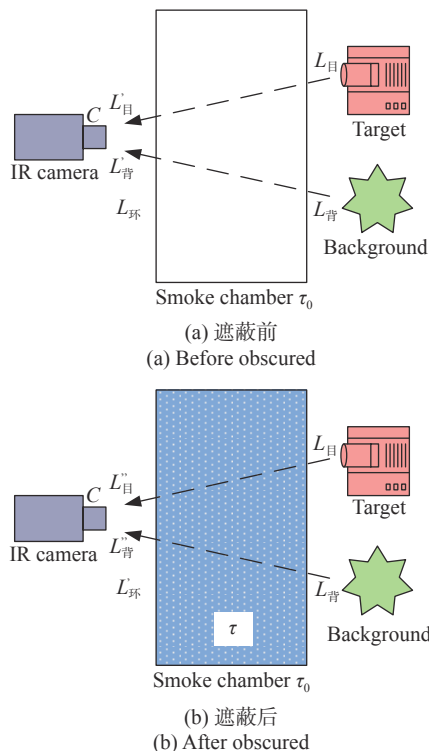 L目
L'目
C
Target
IR camera
L'背
L环
L背
Background
Smoke chamber τ0
(a) 遮蔽前
(a) Before obscured
L目
L''目
C
Target
IR camera
L''背
L'环
L背
τ
Background
Smoke chamber τ0
(b) 遮蔽后
(b) After obscured